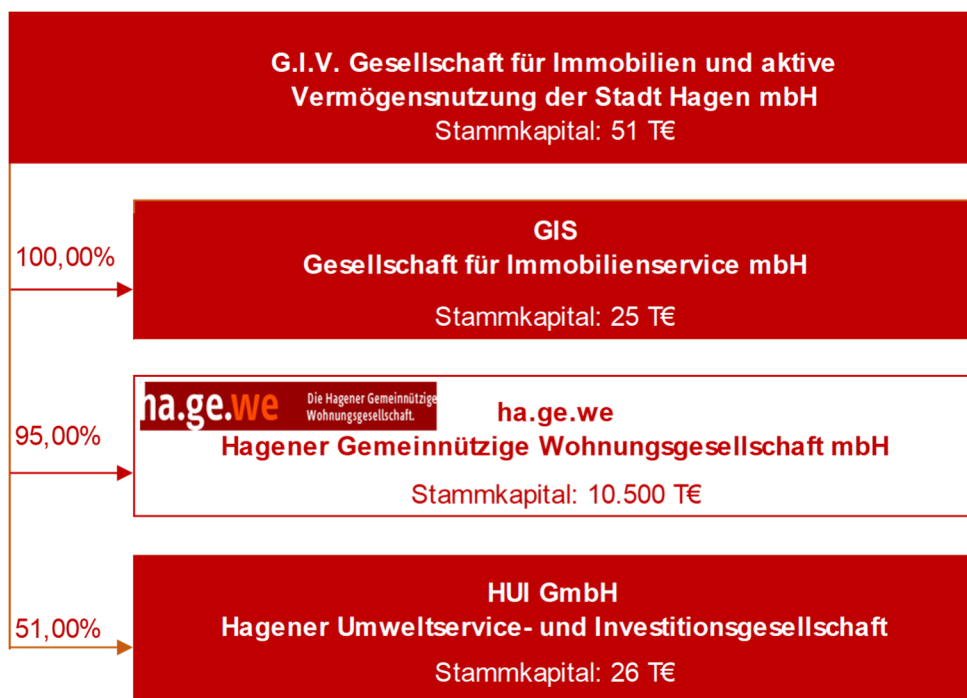 G.I.V. Gesellschaft für Immobilien und aktive
Vermögensnutzung der Stadt Hagen mbH
Stammkapital: 51 T€
100,00%
GIS
Gesellschaft für Immobilienservice mbH
Stammkapital: 25 T€
95,00%
ha.ge.we
Die Hagener Gemeinnützige
Wohnungsgesellschaft.
ha.ge.we
Hagener Gemeinnützige Wohnungsgesellschaft mbH
Stammkapital: 10.500 T€
51,00%
HUI GmbH
Hagener Umweltservice- und Investitionsgesellschaft
Stammkapital: 26 T€